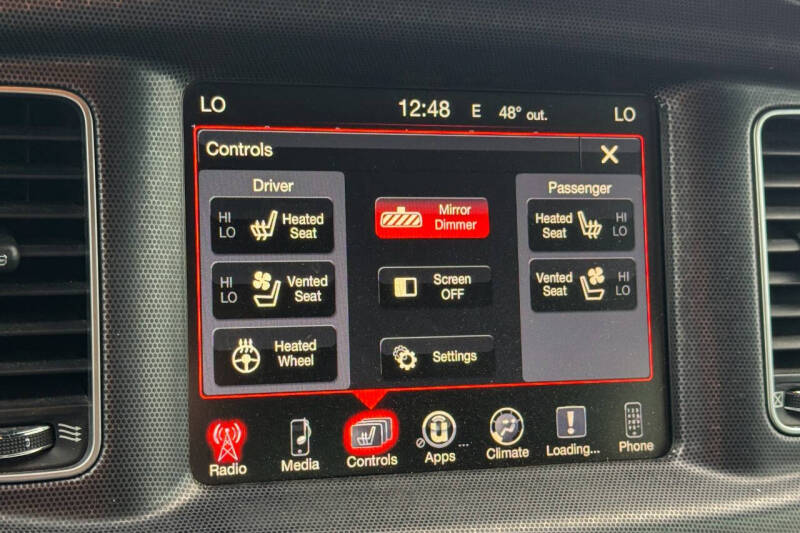 LO 12:48 E 48° out. LO
Controls X
Driver
HI
LO
Heated
Seat
HI
LO
Vented
Seat
Heated
Wheel
Mirror
Dimmer
Screen
OFF
Settings
Passenger
Heated
Seat
HI
LO
Vented
Seat
HI
LO
Radio Media Controls Apps ... Climate Loading... Phone